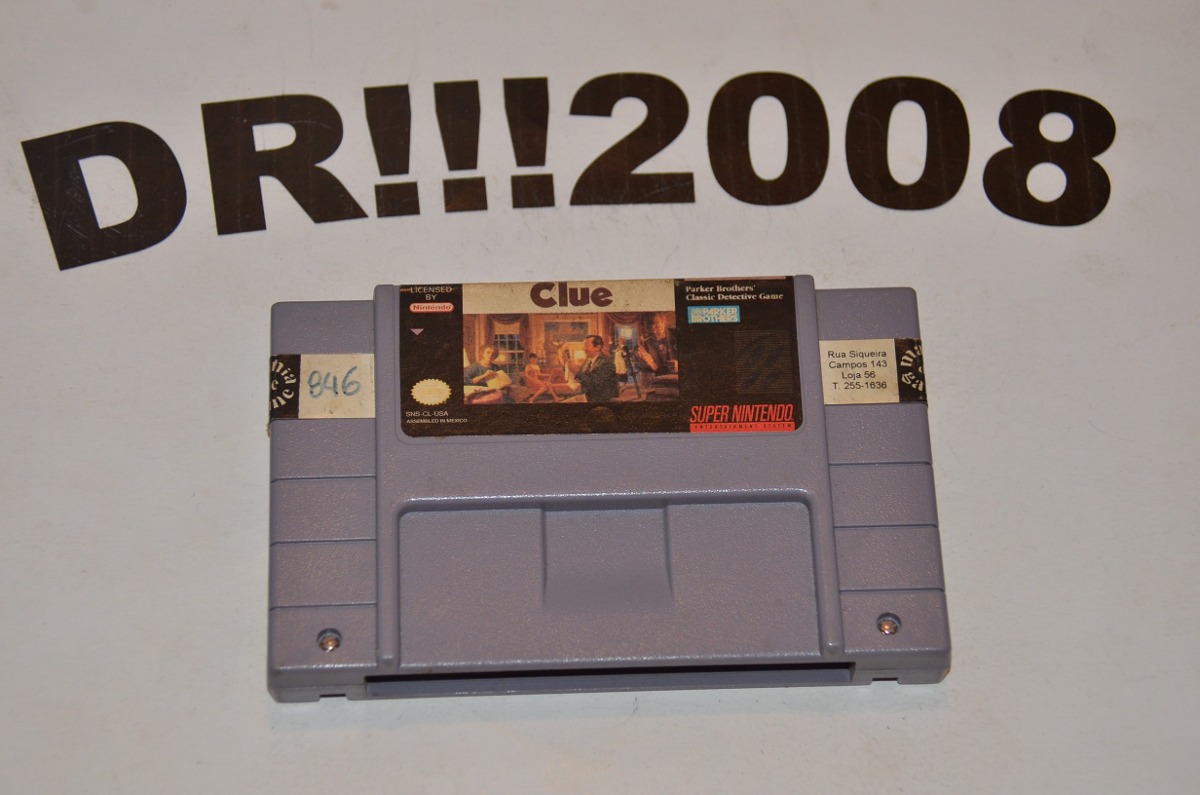 DR!!!2008
LICENSED
BY
Nintendo
Clue
Parker Brothers'
Classic Detective Game
PARKER
BROTHERS
SNS-CL-USA
ASSEMBLED IN MEXICO
SUPER NINTENDO
ENTERTAINMENT SYSTEM
946
Rua Siqueira
Campos 143
Loja 56
T. 255-1636